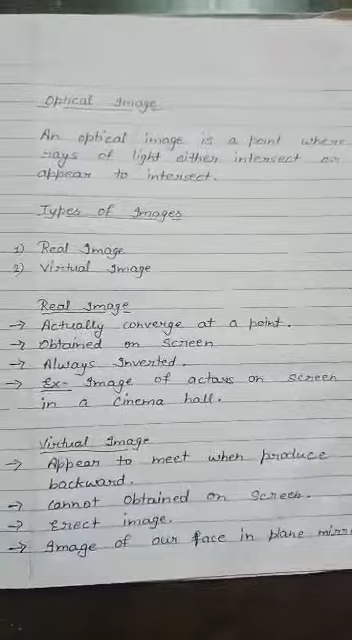 Optical Image
An optical image is a point where
rays of light either intersect or
appear to intersect.
Types of Images
1) Real Image
2) Virtual Image
Real Image
→ Actually converge at a point.
→ Obtained on Screen
→ Always Inverted.
→ Ex- Image of actors on screen
in a cinema hall.
Virtual Image
→ Appear to meet when produce
backward.
→ cannot obtained on screen.
→ Erect image.
→ Image of our face in plane mirr